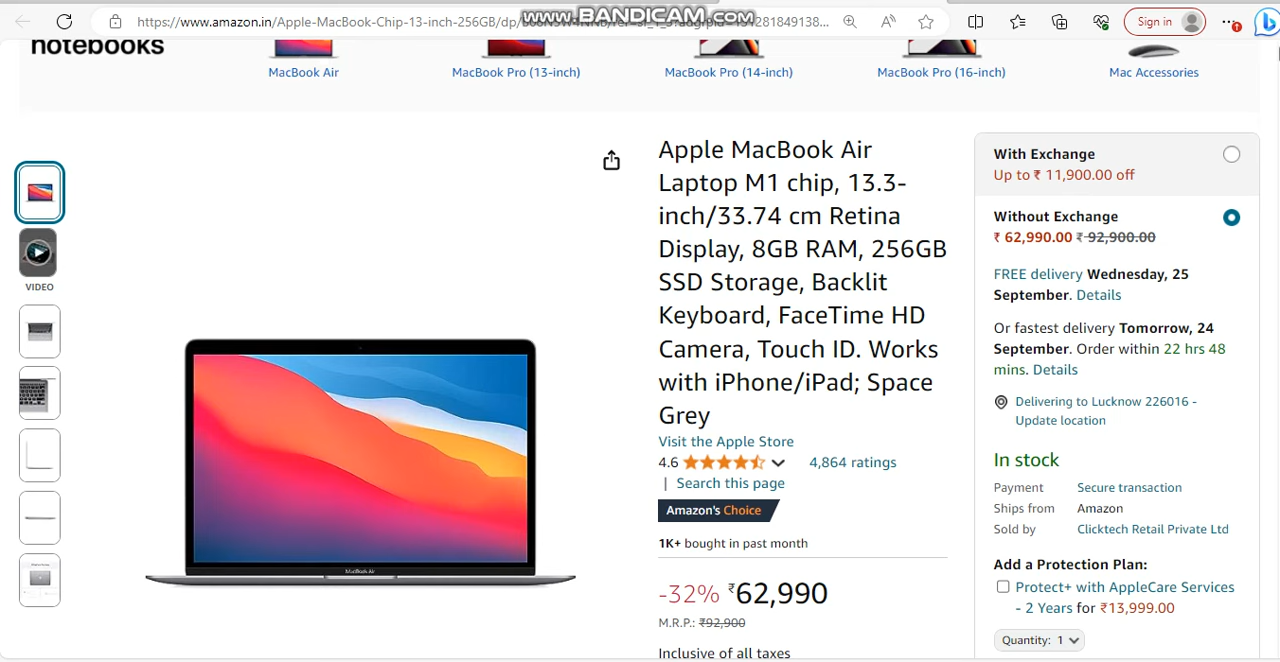 https://www.amazon.in/Apple-MacBook-Chip-13-inch-256GB/dp/
www.BANDICAM.com
Sign in
notebooks
MacBook Air
MacBook Pro (13-inch)
MacBook Pro (14-inch)
MacBook Pro (16-inch)
Mac Accessories
VIDEO
MacBook Air
Apple MacBook Air
Laptop M1 chip, 13.3-
inch/33.74 cm Retina
Display, 8GB RAM, 256GB
SSD Storage, Backlit
Keyboard, FaceTime HD
Camera, Touch ID. Works
with iPhone/iPad; Space
Grey
Visit the Apple Store
4.6 4,864 ratings
| Search this page
Amazon's Choice
1K+ bought in past month
-32% ₹62,990
M.R.P.: ₹92,900
Inclusive of all taxes
With Exchange
Up to ₹ 11,900.00 off
Without Exchange
₹ 62,990.00 ₹ 92,900.00
FREE delivery Wednesday, 25
September. Details
Or fastest delivery Tomorrow, 24
September. Order within 22 hrs 48
mins. Details
Delivering to Lucknow 226016 -
Update location
In stock
Payment Secure transaction
Ships from Amazon
Sold by Clicktech Retail Private Ltd
Add a Protection Plan:
Protect+ with AppleCare Services
- 2 Years for ₹13,999.00
Quantity: 1